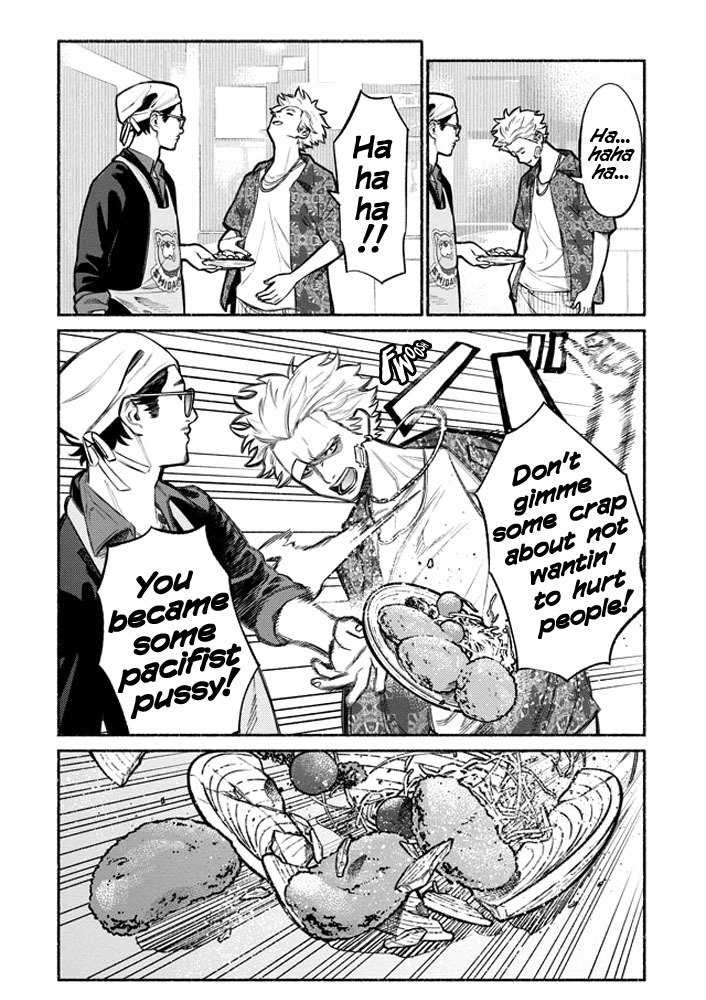 Ha...
haha
ha...
Ha
ha
ha!!
FWOOSH
Don't
gimme
some crap
about not
wantin'
to hurt
people!
You
became
some
pacifist
pussy!